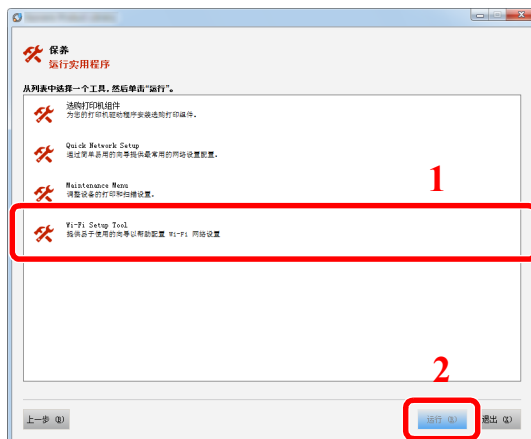 保养
运行实用程序
从列表中选择一个工具，然后单击“运行”。
选购打印机组件
为您的打印机驱动程序安装选购打印组件。
Quick Network Setup
通过简单易用的向导提供最常用的网络设置配置。
Maintenance Menu
调整设备的打印和扫描设置。
1
Wi-Fi Setup Tool
提供易于使用的向导以帮助配置 Wi-Fi 网络设置
2
上一步 (B) 运行 (R) 退出 (X)